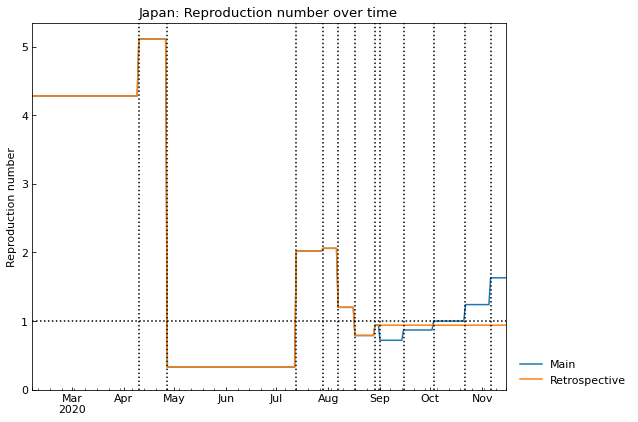 Japan: Reproduction number over time
Reproduction number
5
4
3
2
1
0
Mar Apr May Jun Jul Aug Sep Oct Nov
2020
Main
Retrospective